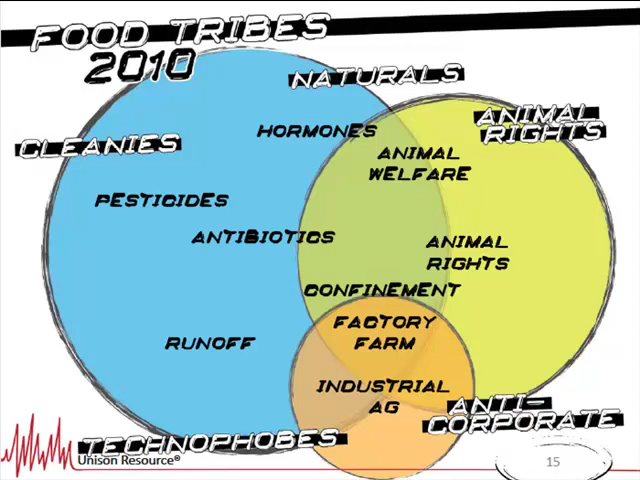 FOOD TRIBES
2010
NATURALS
CLEANIES
HORMONES
ANIMAL
RIGHTS
ANIMAL
WELFARE
PESTICIDES
ANTIBIOTICS
ANIMAL
RIGHTS
CONFINEMENT
FACTORY
FARM
RUNOFF
INDUSTRIAL
AG
ANTI-
CORPORATE
TECHNOPHOBES
Unison Resource®
15